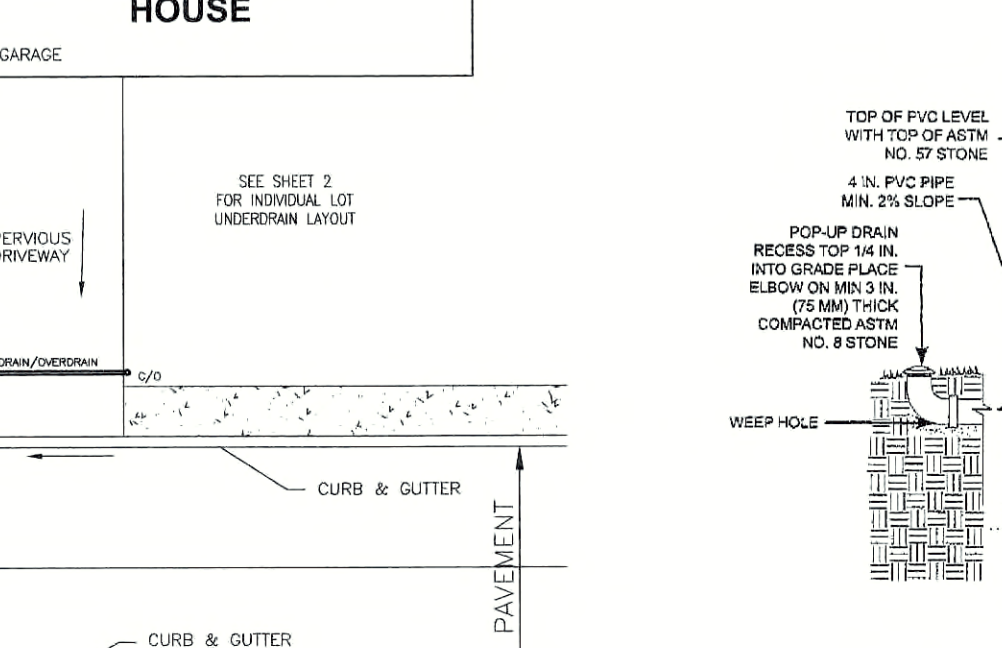 HOUSE
GARAGE
SEE SHEET 2
FOR INDIVIDUAL LOT
UNDERDRAIN LAYOUT
ERVIOUS
RIVEWAY
DRAIN/OVERDRAIN
C/O
CURB & GUTTER
PAVEMENT
CURB & GUTTER
TOP OF PVC LEVEL
WITH TOP OF ASTM
NO. 57 STONE
4 IN. PVC PIPE
MIN. 2% SLOPE
POP-UP DRAIN
RECESS TOP 1/4 IN.
INTO GRADE PLACE
ELBOW ON MIN 3 IN.
(75 MM) THICK
COMPACTED ASTM
NO. 8 STONE
WEEP HOLE